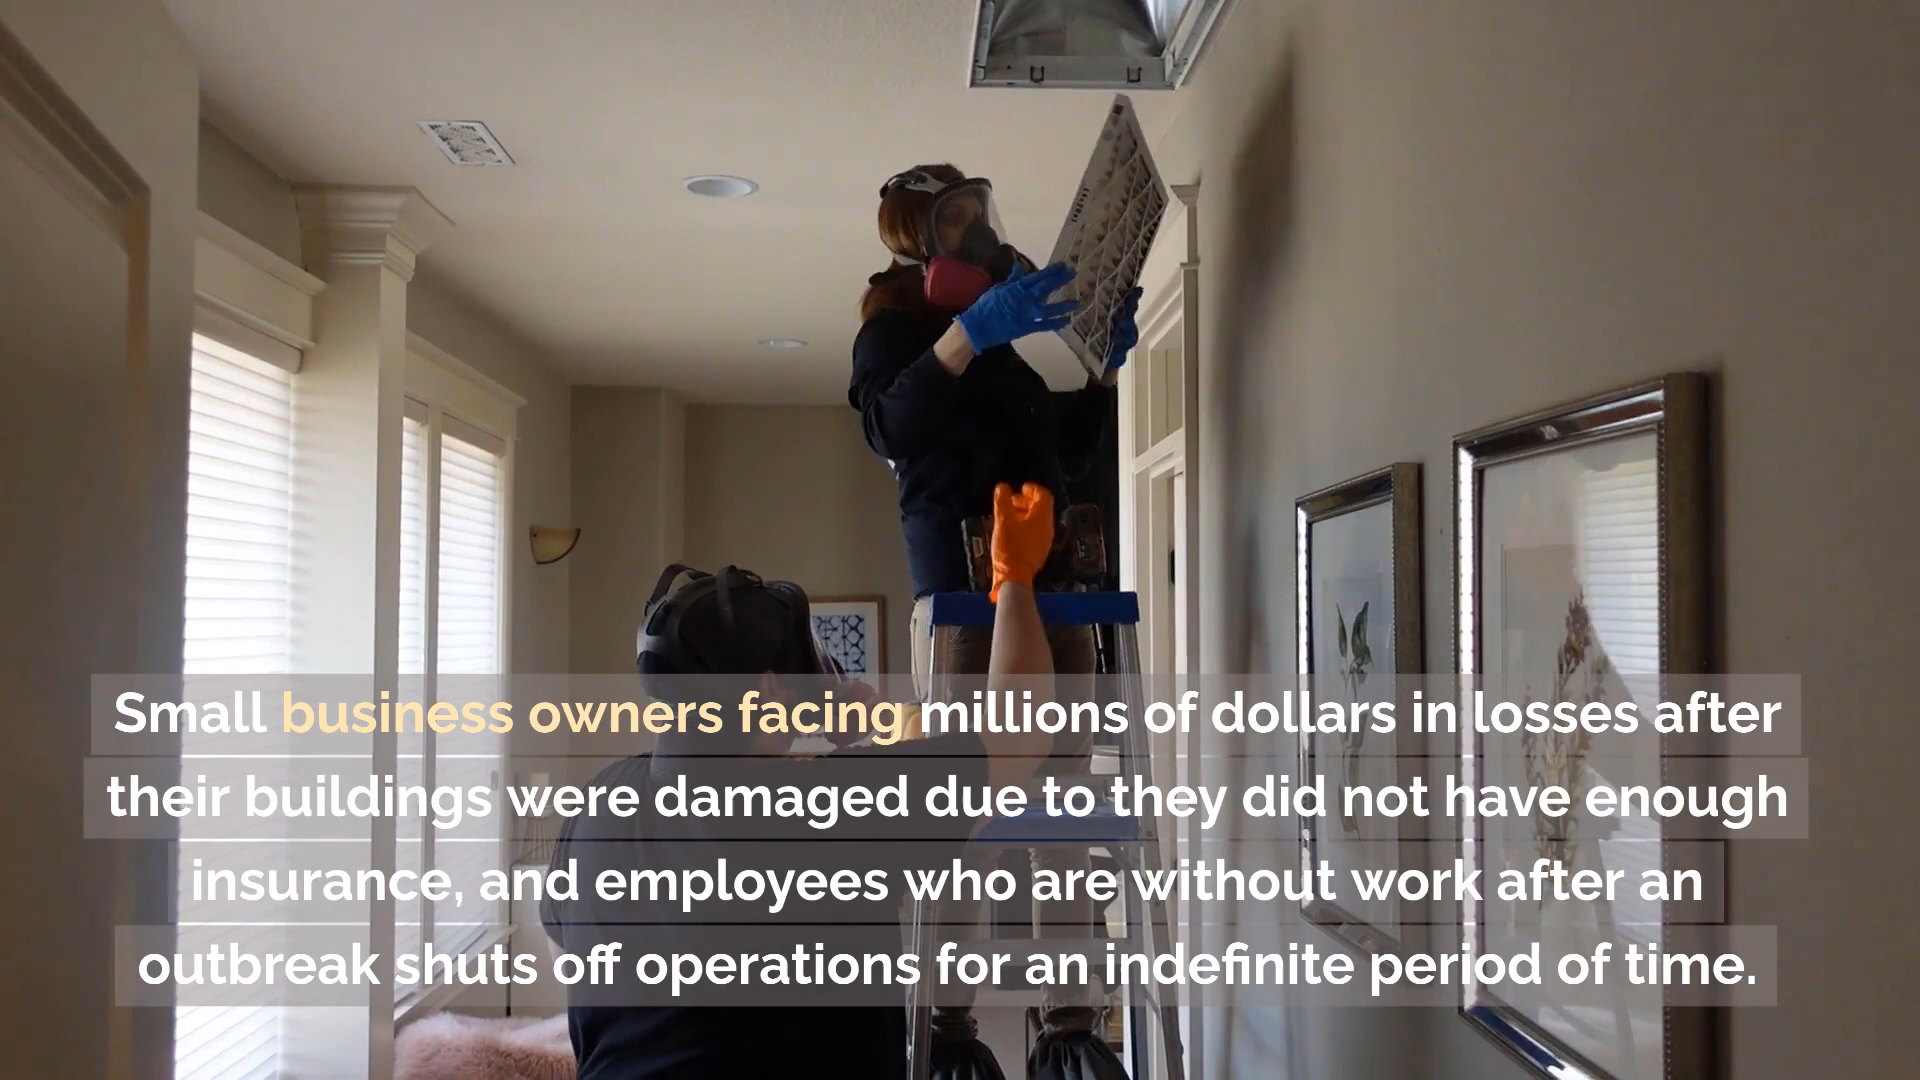 Small business owners facing millions of dollars in losses after
their buildings were damaged due to they did not have enough
insurance, and employees who are without work after an
outbreak shuts off operations for an indefinite period of time.